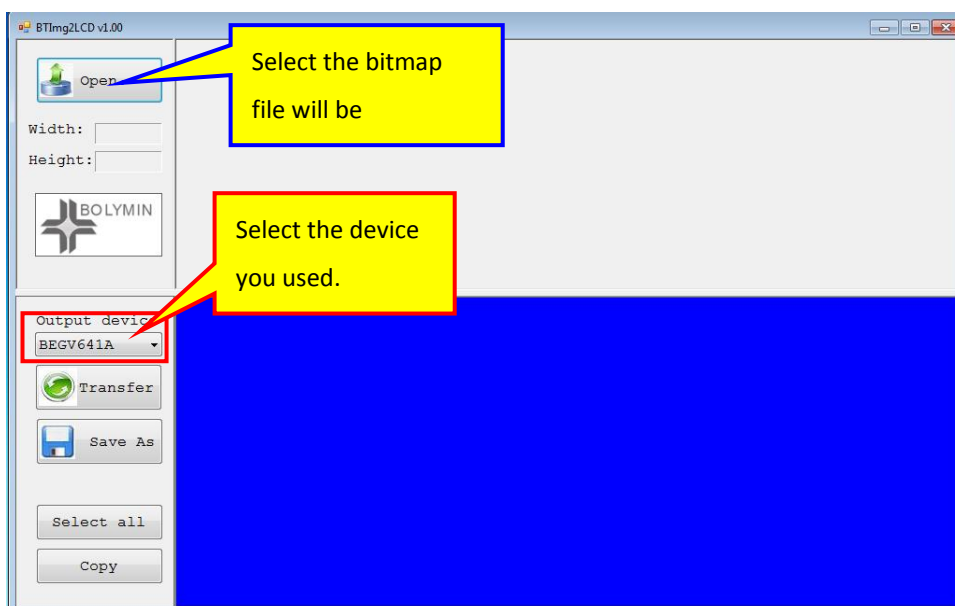 BTImg2LCD v1.00
Select the bitmap
file will be
Open
Width:
Height:
BOLYMIN
Select the device
you used.
Output devic
BEGV641A
Transfer
Save As
Select all
Copy